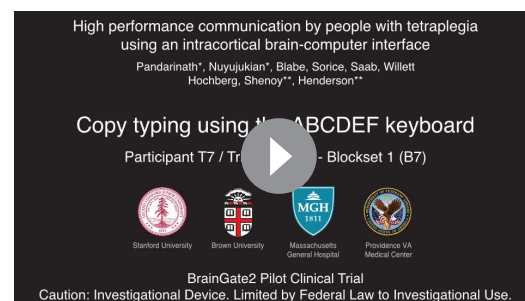 High performance communication by people with tetraplegia
using an intracortical brain-computer interface
Pandarinath*, Nuyujukian*, Blabe, Sorice, Saab, Willett
Hochberg, Shenoy**, Henderson**
Copy typing using ABCDEF keyboard
Participant T7 / - Blockset 1 (B7)
MGH
1811
Stanford University
Brown University
Massachusetts
General Hospital
Providence VA
Medical Center
BrainGate2 Pilot Clinical Trial
Caution: Investigational Device. Limited by Federal Law to Investigational Use.